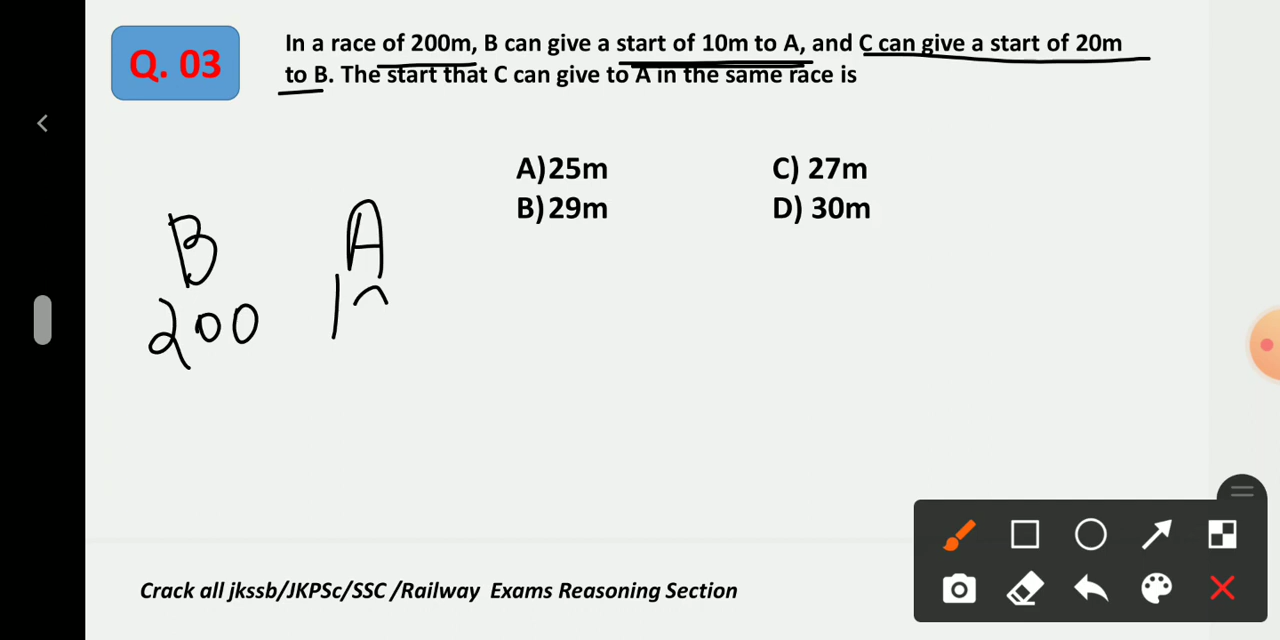 Q. 03
In a race of 200m, B can give a start of 10m to A, and C can give a start of 20m
to B. The start that C can give to A in the same race is
A)25m
C) 27m
B)29m
D) 30m
B A
200
Crack all jkssb/JKPSc/SSC /Railway Exams Reasoning Section